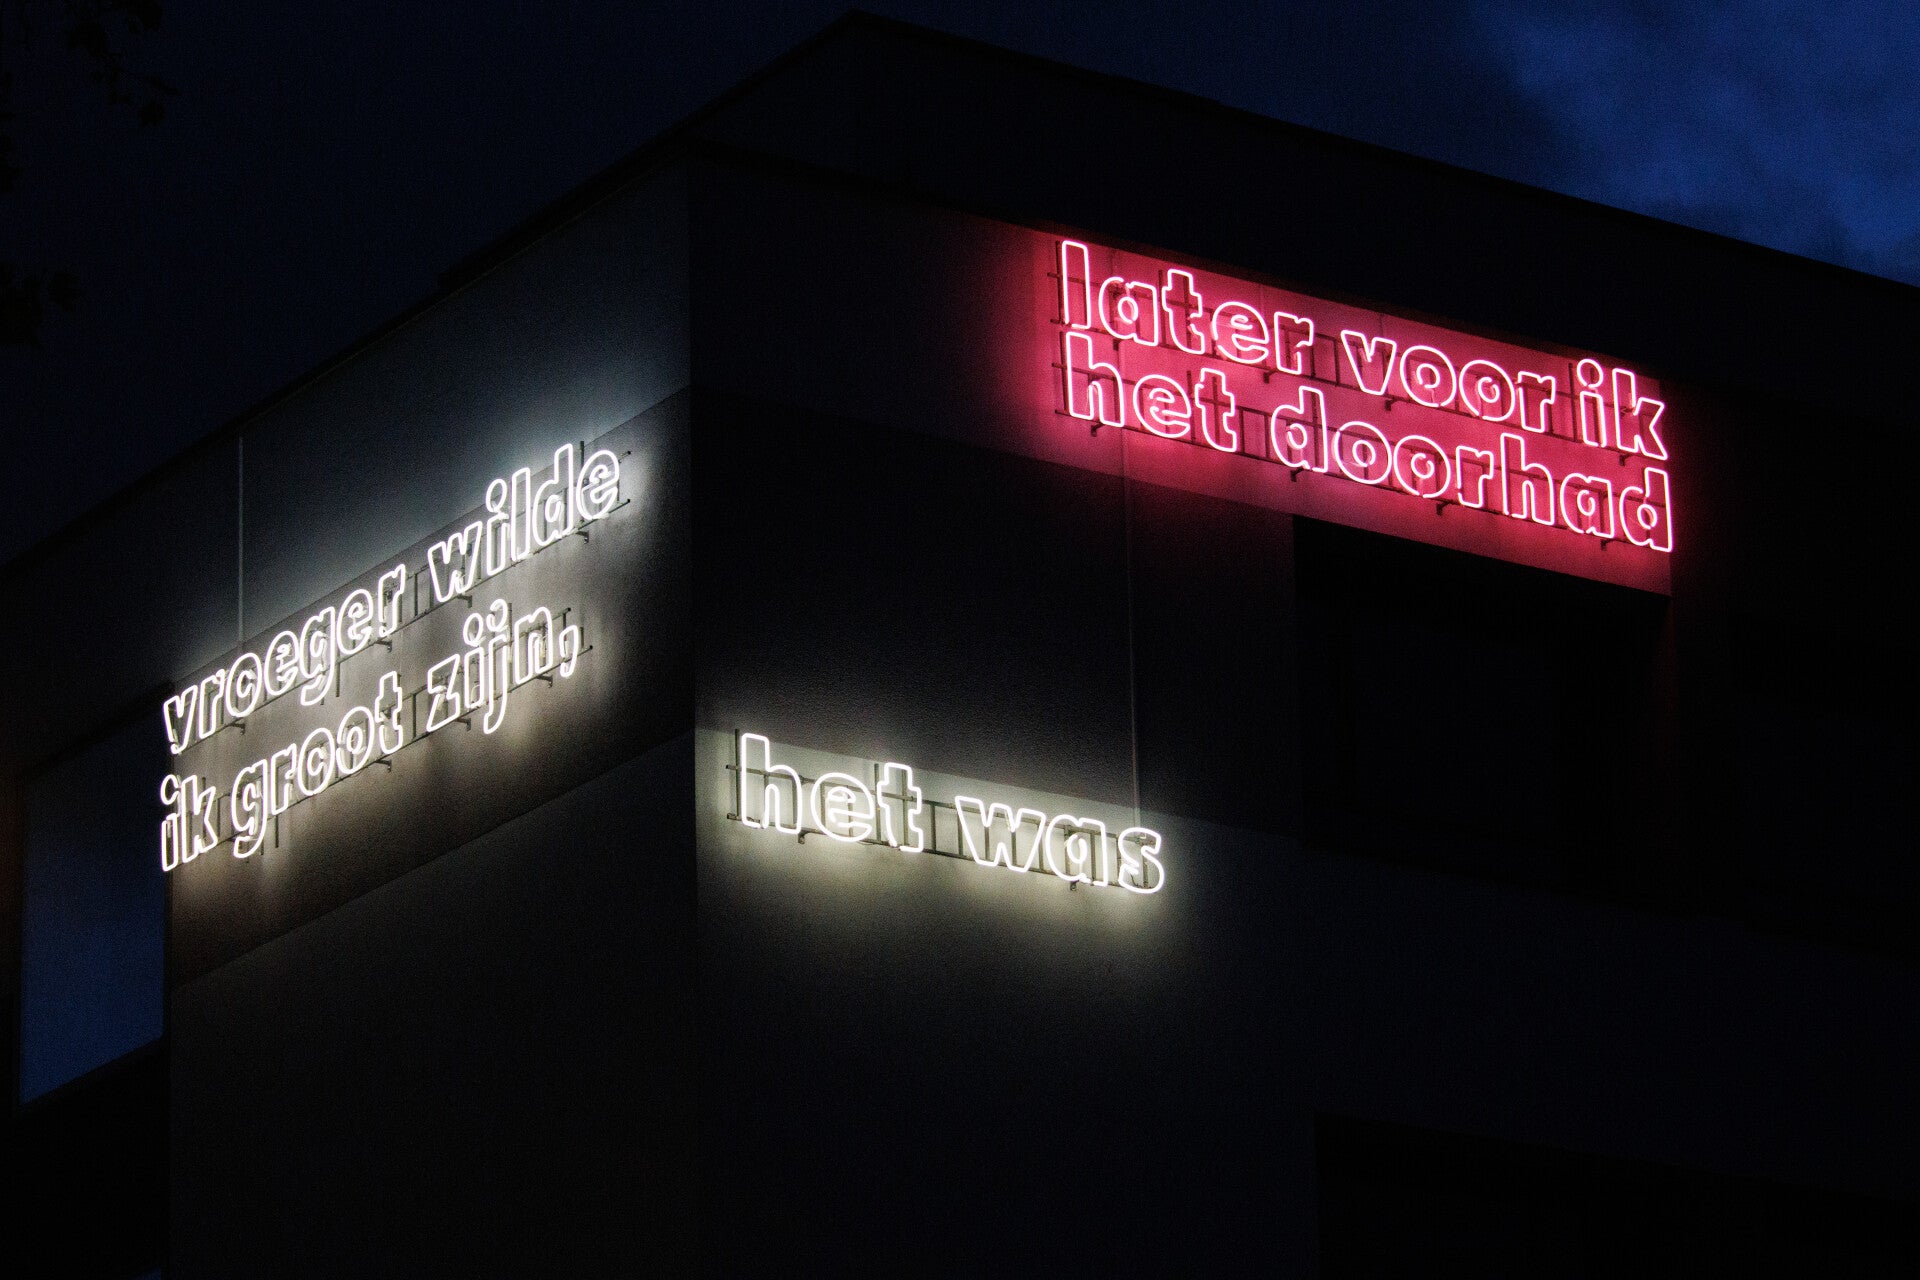 vroeger wilde
ik groot zijn,
het was
later voor ik
het doorhad